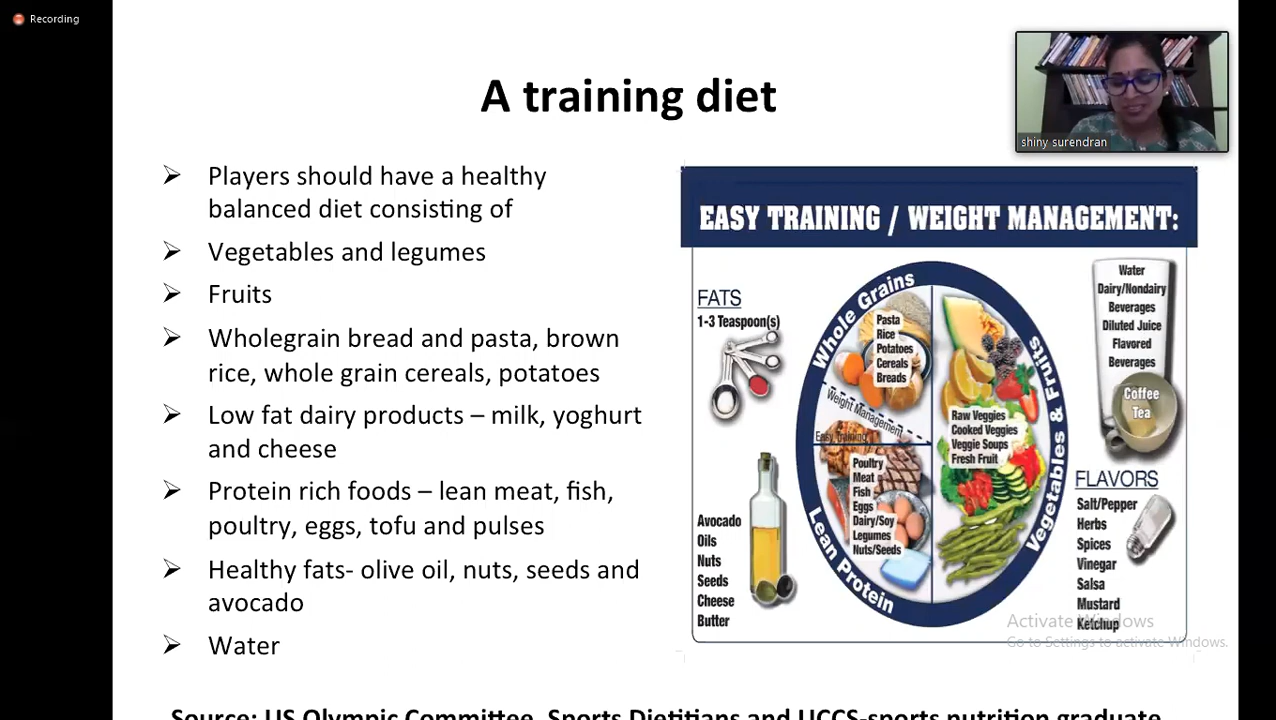 Recording
A training diet
shiny surendran
➢ Players should have a healthy
balanced diet consisting of
➢ Vegetables and legumes
➢ Fruits
➢ Wholegrain bread and pasta, brown
rice, whole grain cereals, potatoes
➢ Low fat dairy products – milk, yoghurt
and cheese
➢ Protein rich foods – lean meat, fish,
poultry, eggs, tofu and pulses
➢ Healthy fats- olive oil, nuts, seeds and
avocado
➢ Water
EASY TRAINING / WEIGHT MANAGEMENT:
FATS
1-3 Teaspoon(s)
Avocado
Oils
Nuts
Seeds
Cheese
Butter
Whole Grains
Pasta
Rice
Potatoes
Cereals
Breads
Weight Management
Easy Training
Poultry
Meat
Fish
Eggs
Dairy/Soy
Legumes
Nuts/Seeds
Lean Protein
Raw Veggies
Cooked Veggies
Veggie Soups
Fresh Fruit
Vegetables & Fruits
Water
Dairy/Nondairy
Beverages
Diluted Juice
Flavored
Beverages
Coffee
Tea
FLAVORS
Salt/Pepper
Herbs
Spices
Vinegar
Salsa
Mustard
Ketchup
Activate Windows
Go to Settings to activate Windows.
Source: US Olympic Committee, Sports Dietitians and UCCS-sports nutrition graduate